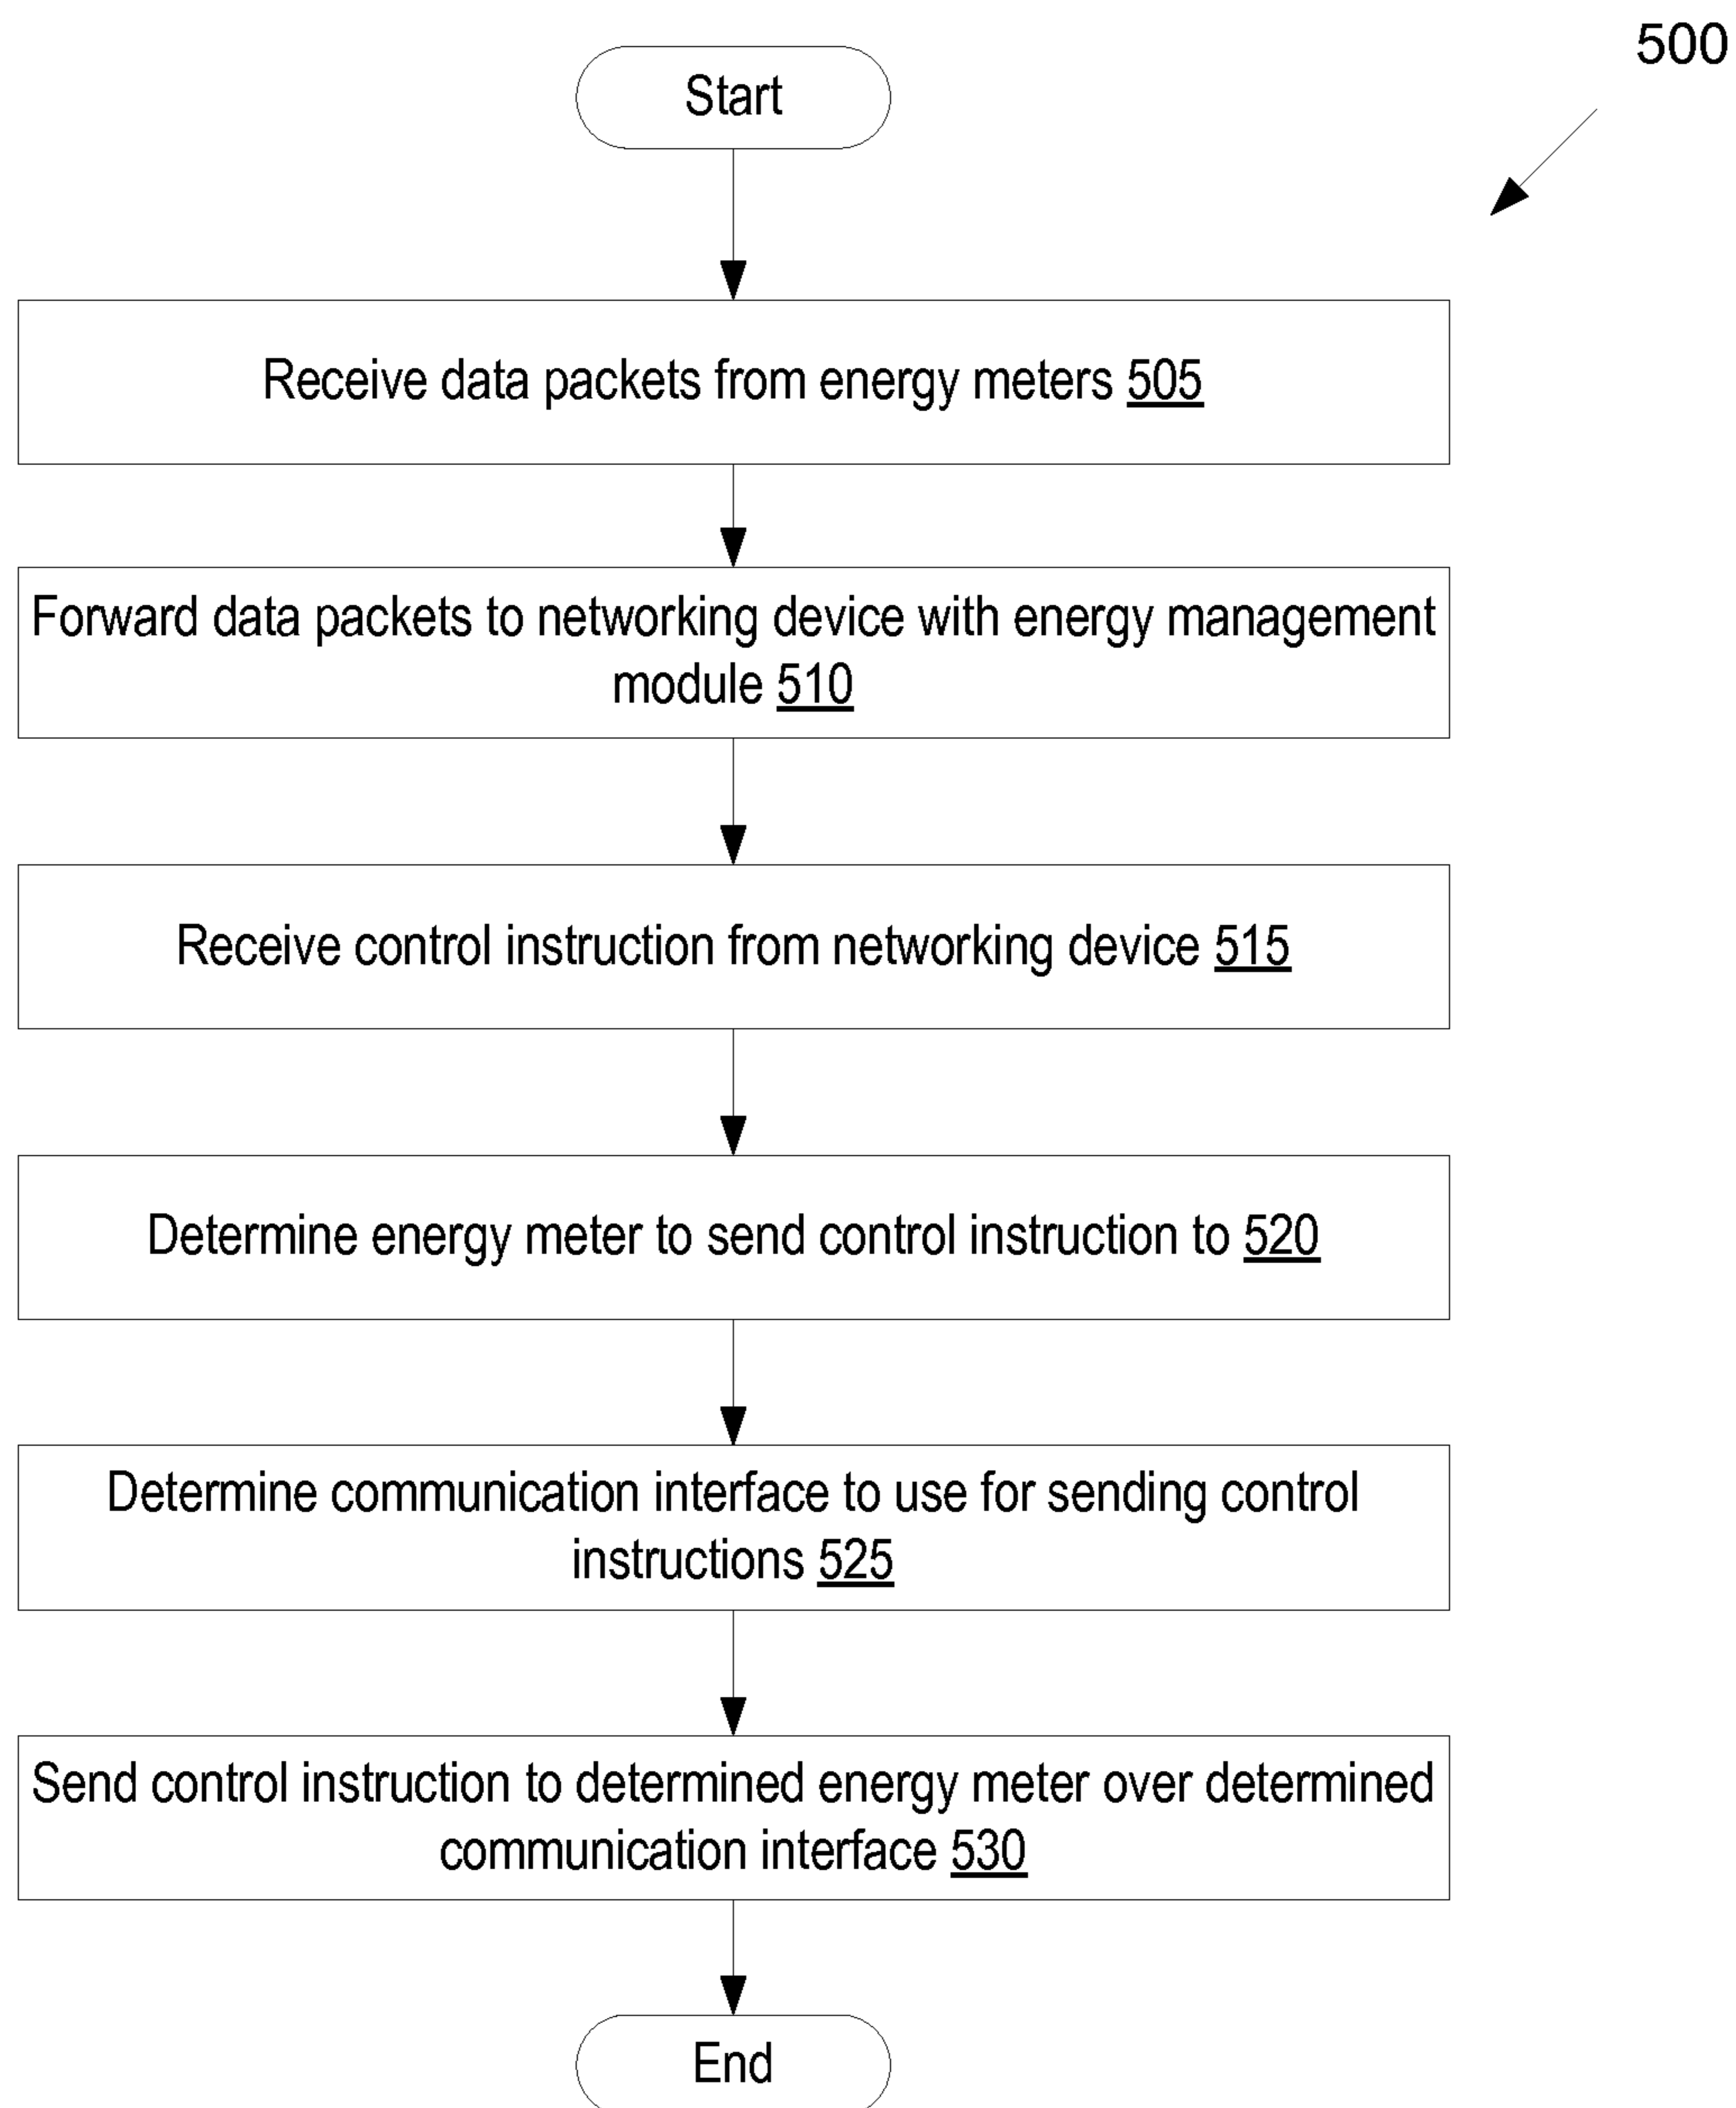 500
Start
Receive data packets from energy meters 505
Forward data packets to networking device with energy management
module 510
Receive control instruction from networking device 515
Determine energy meter to send control instruction to 520
Determine communication interface to use for sending control
instructions 525
Send control instruction to determined energy meter over determined
communication interface 530
End